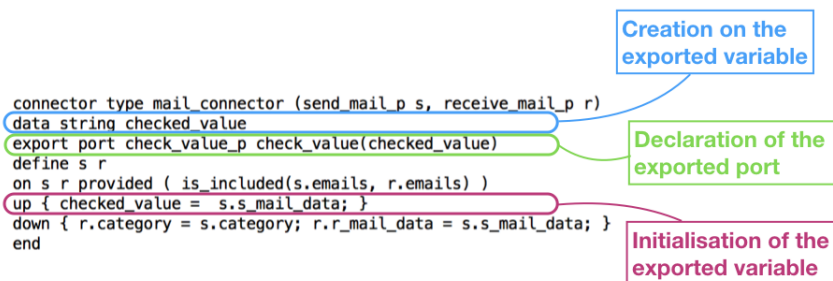 Creation on the
exported variable
connector type mail_connector (send_mail_p s, receive_mail_p r)
data string checked_value
export port check_value_p check_value(checked_value)
define s r
on s r provided ( is_included(s.emails, r.emails) )
up { checked_value =  s.s_mail_data; }
down { r.category = s.category; r.r_mail_data = s.s_mail_data; }
end
Declaration of the
exported port
Initialisation of the
exported variable